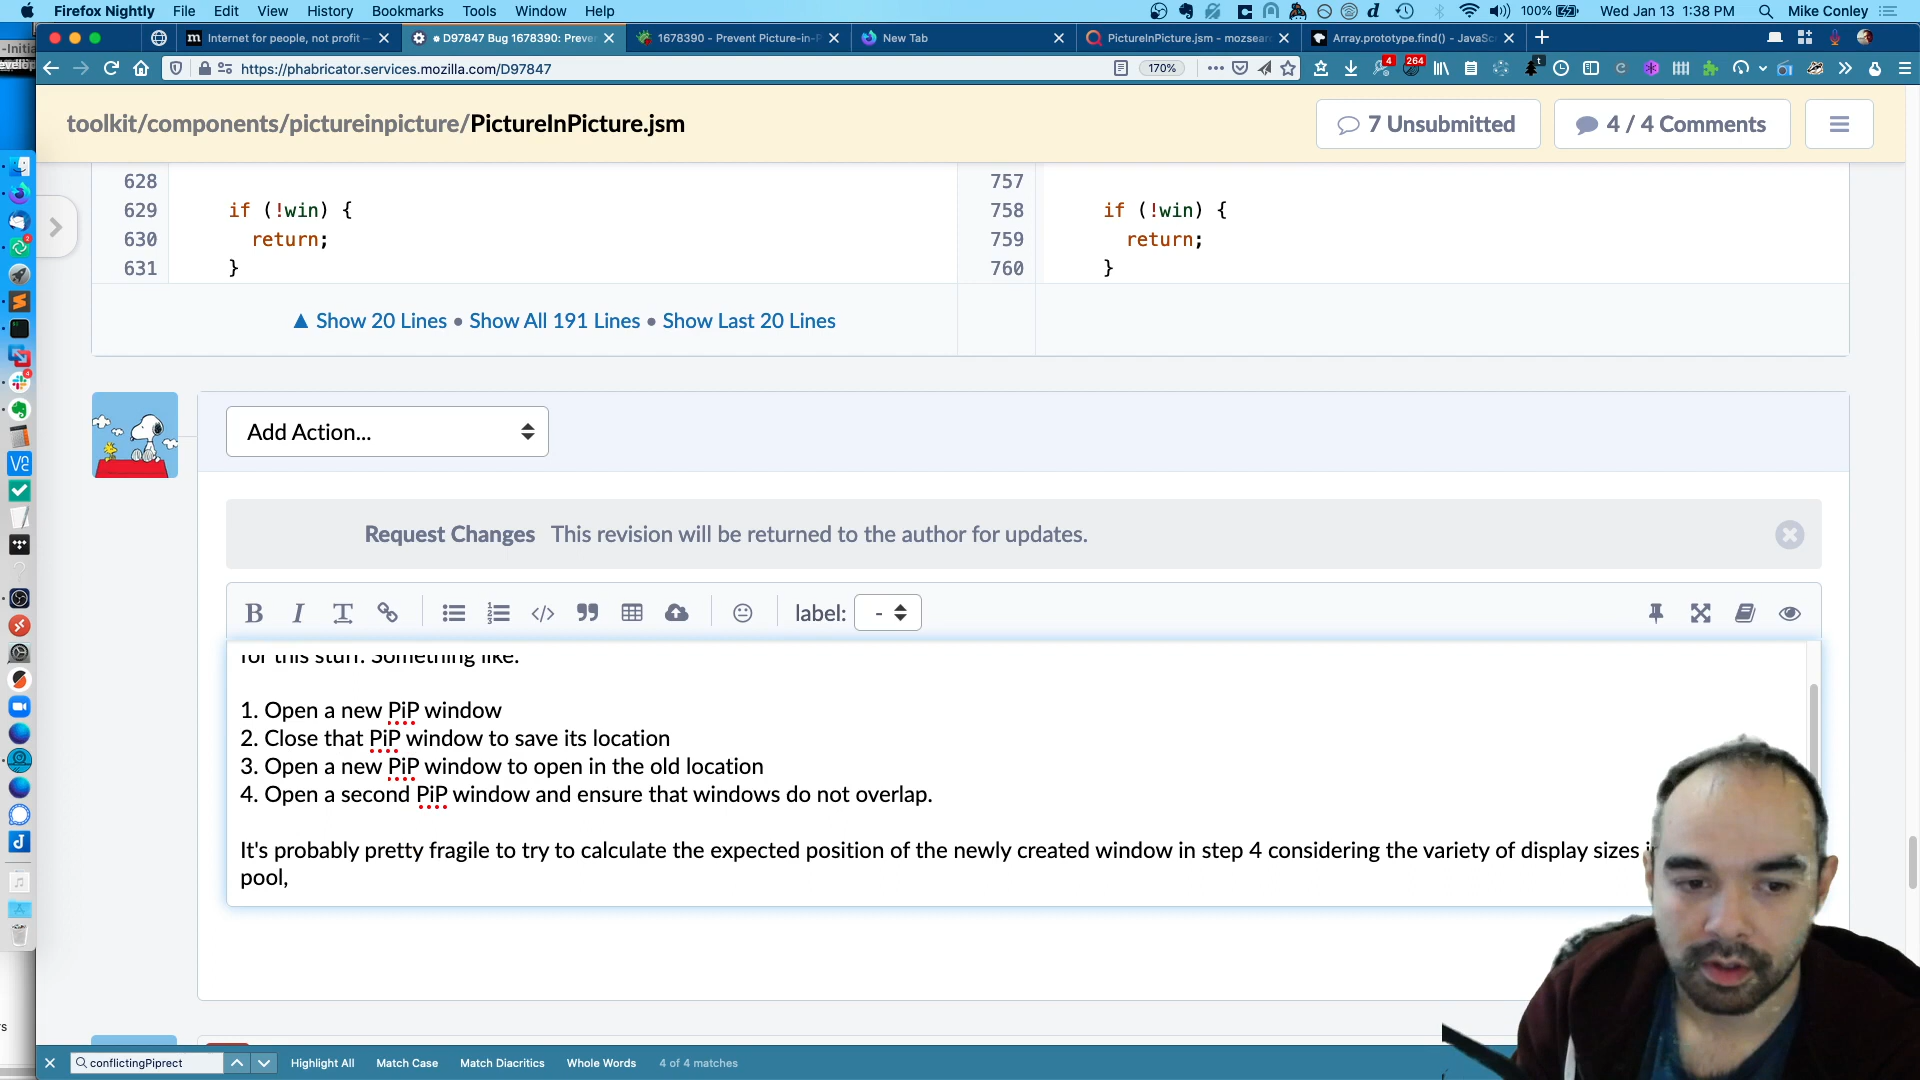 Firefox Nightly File Edit View History Bookmarks Tools Window Help 100% Wed Jan 13 1:38 PM Mike Conley
Internet for people, not profit –
D97847 Bug 1678390: Preve
1678390 - Prevent Picture-in-P
New Tab
PictureInPicture.jsm - mozsear
Array.prototype.find() - JavaSc
https://phabricator.services.mozilla.com/D97847 170% 4 264
toolkit/components/pictureinpicture/PictureInPicture.jsm 7 Unsubmitted 4 / 4 Comments
628 757
629 if (!win) { 758 if (!win) {
630 return; 759 return;
631 } 760 }
▲ Show 20 Lines • Show All 191 Lines • Show Last 20 Lines
Add Action...
Request Changes This revision will be returned to the author for updates.
B I T label: -
for this stuff. Something like:
1. Open a new PiP window
2. Close that PiP window to save its location
3. Open a new PiP window to open in the old location
4. Open a second PiP window and ensure that windows do not overlap.
It's probably pretty fragile to try to calculate the expected position of the newly created window in step 4 considering the variety of display sizes
pool,
conflictingPiprect Highlight All Match Case Match Diacritics Whole Words 4 of 4 matches